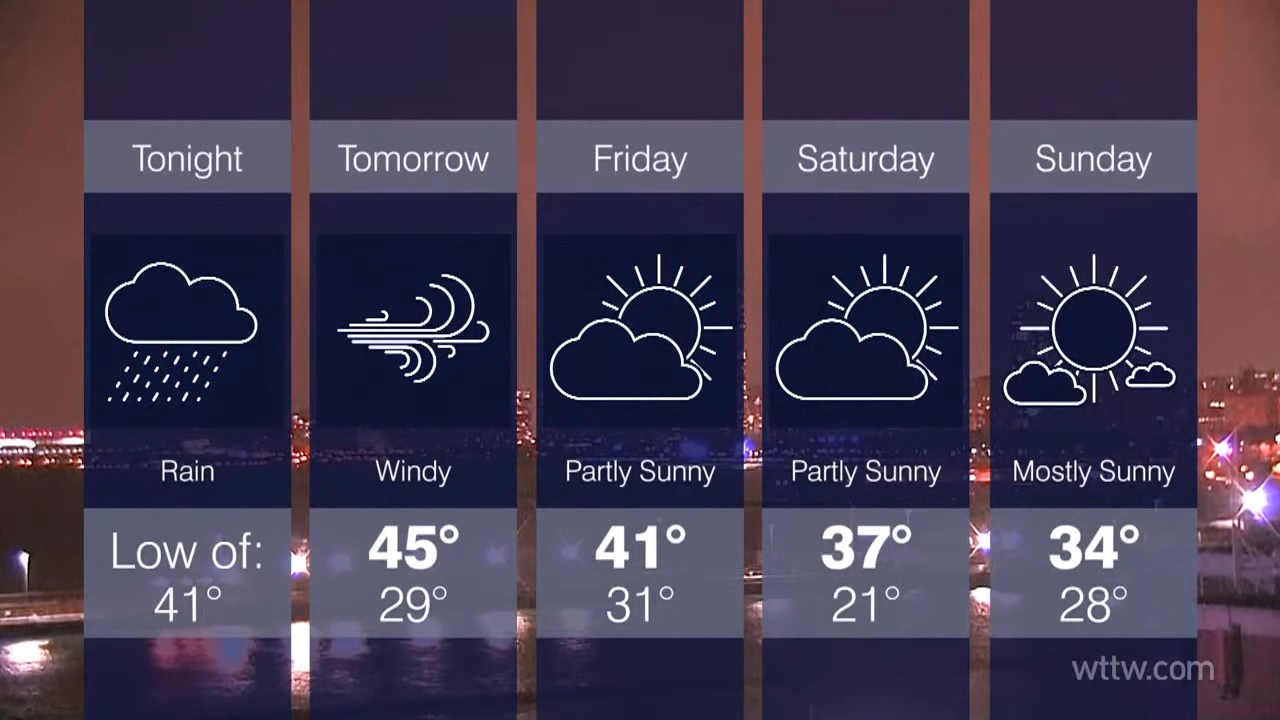 Tonight
Rain
Low of:
41°
Tomorrow
Windy
45°
29°
Friday
Partly Sunny
41°
31°
Saturday
Partly Sunny
37°
21°
Sunday
Mostly Sunny
34°
28°
wttw.com